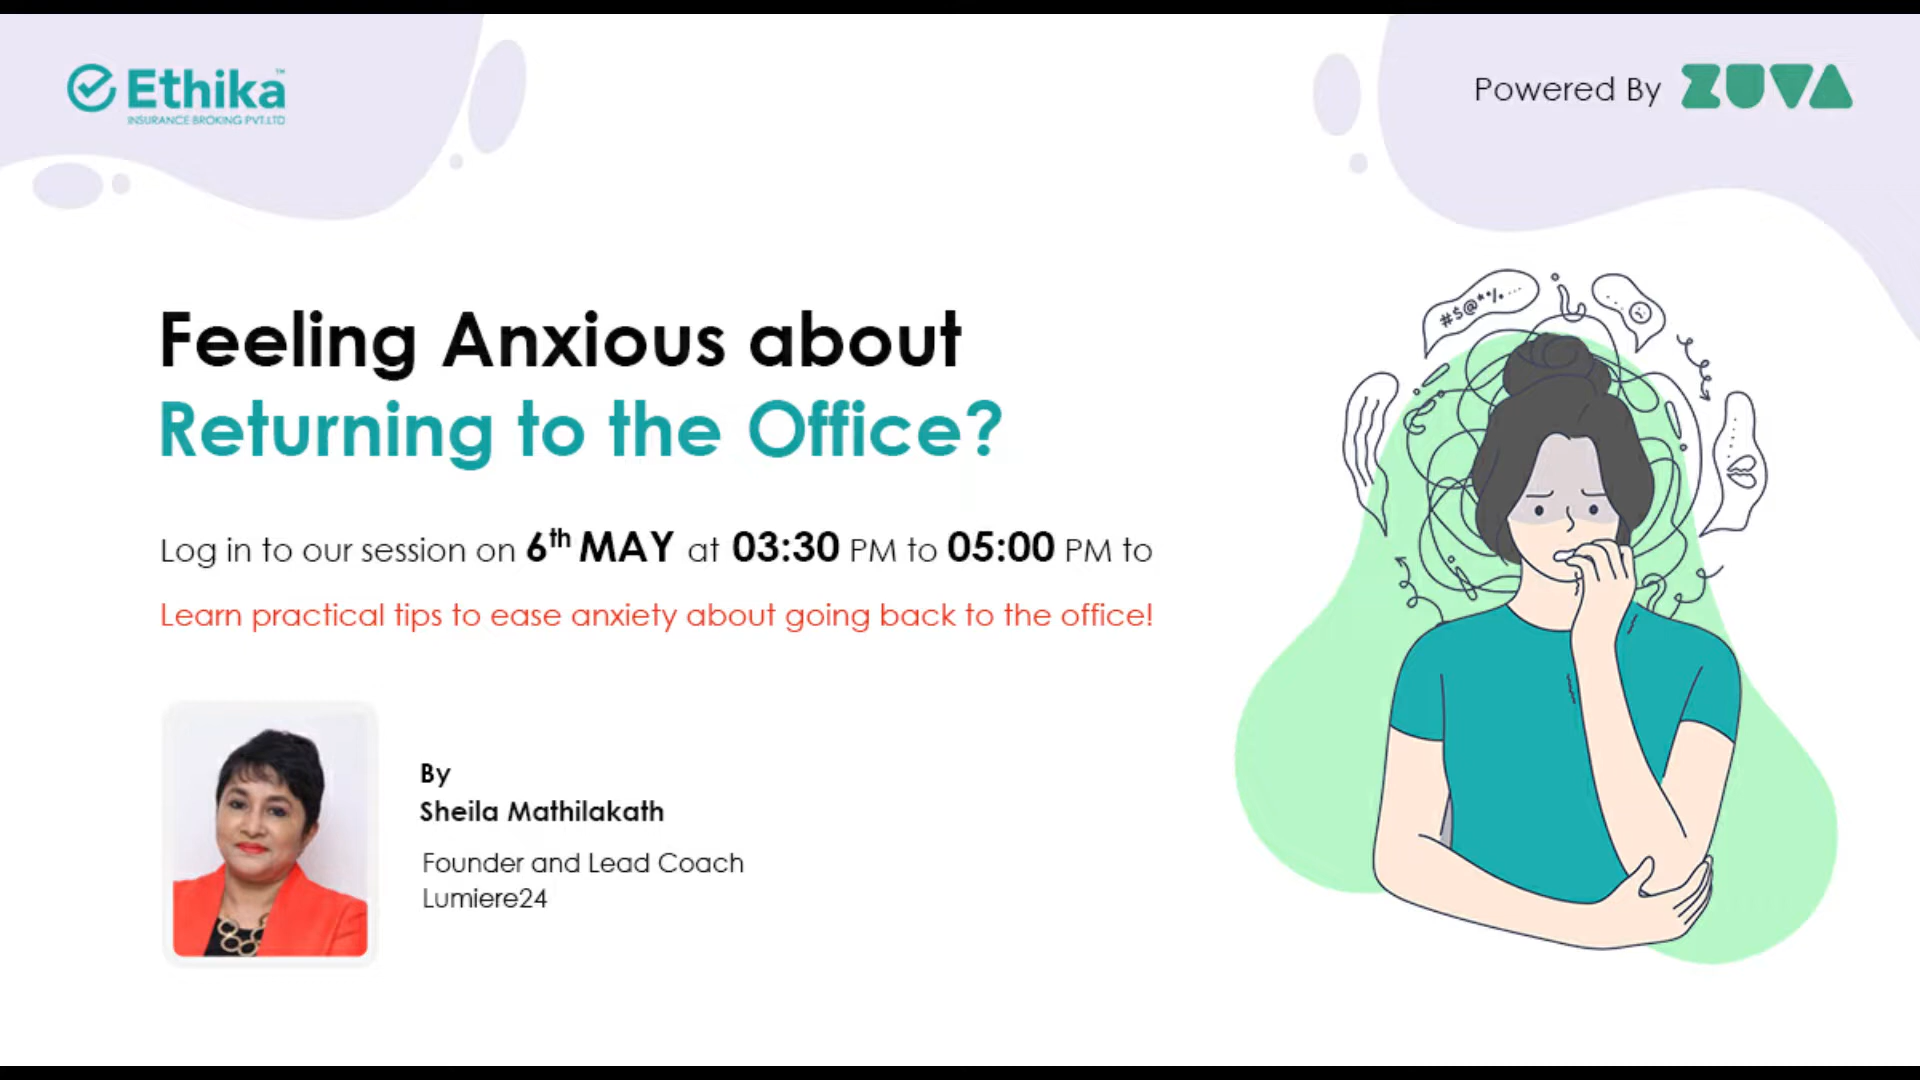 Ethika™
INSURANCE BROKING PVT.LTD
Powered By ZUVA
#$@*%....
Feeling Anxious about
Returning to the Office?
Log in to our session on 6th MAY at 03:30 PM to 05:00 PM to
Learn practical tips to ease anxiety about going back to the office!
By
Sheila Mathilakath
Founder and Lead Coach
Lumiere24